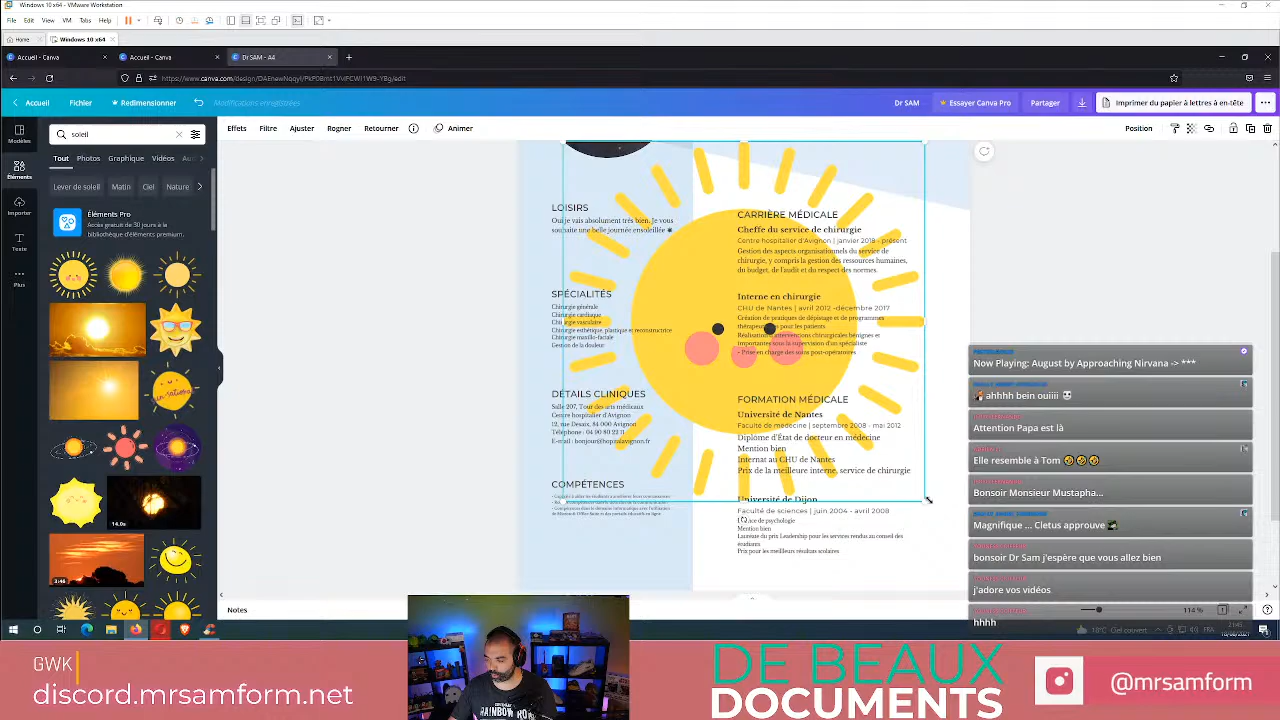 Windows 10 x64 - VMware Workstation
File Edit View VM Tabs Help
Home Windows 10 x64
Accueil - Canva Accueil - Canva Dr SAM - A4
Accueil Fichier Redimensionner Modifications enregistrées Dr SAM Essayer Canva Pro Partager Imprimer du papier à lettres à en-tête
soleil
Effets Filtre Ajuster Rogner Retourner Animer Position
Modèles
Éléments
Importer
Texte
Plus
Tout Photos Graphique Vidéos Au
Lever de soleil Matin Ciel Nature
Éléments Pro
Accès gratuit de 30 jours à la
bibliothèque d'éléments premium.
14.0s
LOISIRS
Oui je vais absolument très bien. Je vous
souhaite une belle journée ensoleillée
SPÉCIALITÉS
Chirurgie générale
Chirurgie cardiaque
Chirurgie vasculaire
Chirurgie esthétique, plastique et reconstructrice
Chirurgie maxillo-faciale
Gestion de la douleur
DÉTAILS CLINIQUES
Salle 207, Tour des arts médicaux
Centre hospitalier d'Avignon
12, rue Desaix, 84 000 Avignon
Téléphone : 04 90 80 22 11
E-mail : bonjour@hopitalavignon.fr
COMPÉTENCES
CARRIÈRE MÉDICALE
Cheffe du service de chirurgie
Centre hospitalier d'Avignon | janvier 2018 - présent
Gestion des aspects organisationnels du service de
chirurgie, y compris la gestion des ressources humaines,
du budget, de l'audit et du respect des normes.
Interne en chirurgie
CHU de Nantes | avril 2012 -décembre 2017
Création de pratiques de dépistage et de programmes
pour les patients
interventions chirurgicales bénignes et
importantes sous la supervision d'un spécialiste
- Prise en charge des soins post-opératoires
FORMATION MÉDICALE
Université de Nantes
Faculté de médecine | septembre 2008 - mai 2012
Diplôme d'État de docteur en médecine
Mention bien
Internat au CHU de Nantes
Prix de la meilleure interne, service de chirurgie
Université de Dijon
Faculté de sciences | juin 2004 - avril 2008
de psychologie
Mention bien
Lauréate du prix Leadership pour les services rendus au conseil des
étudiants
Prix pour les meilleurs résultats scolaires
Now Playing: August by Approaching Nirvana -> ***
ahhhh bein ouiiii
Attention Papa est là
Elle resemble à Tom
Bonsoir Monsieur Mustapha...
Magnifique ... Cletus approuve
bonsoir Dr Sam j'espère que vous allez bien
j'adore vos vidéos
hhhh
Notes
114 %
18°C Ciel couvert FRA
GWK
discord.mrsamform.net
DE BEAUX
DOCUMENTS
@mrsamform